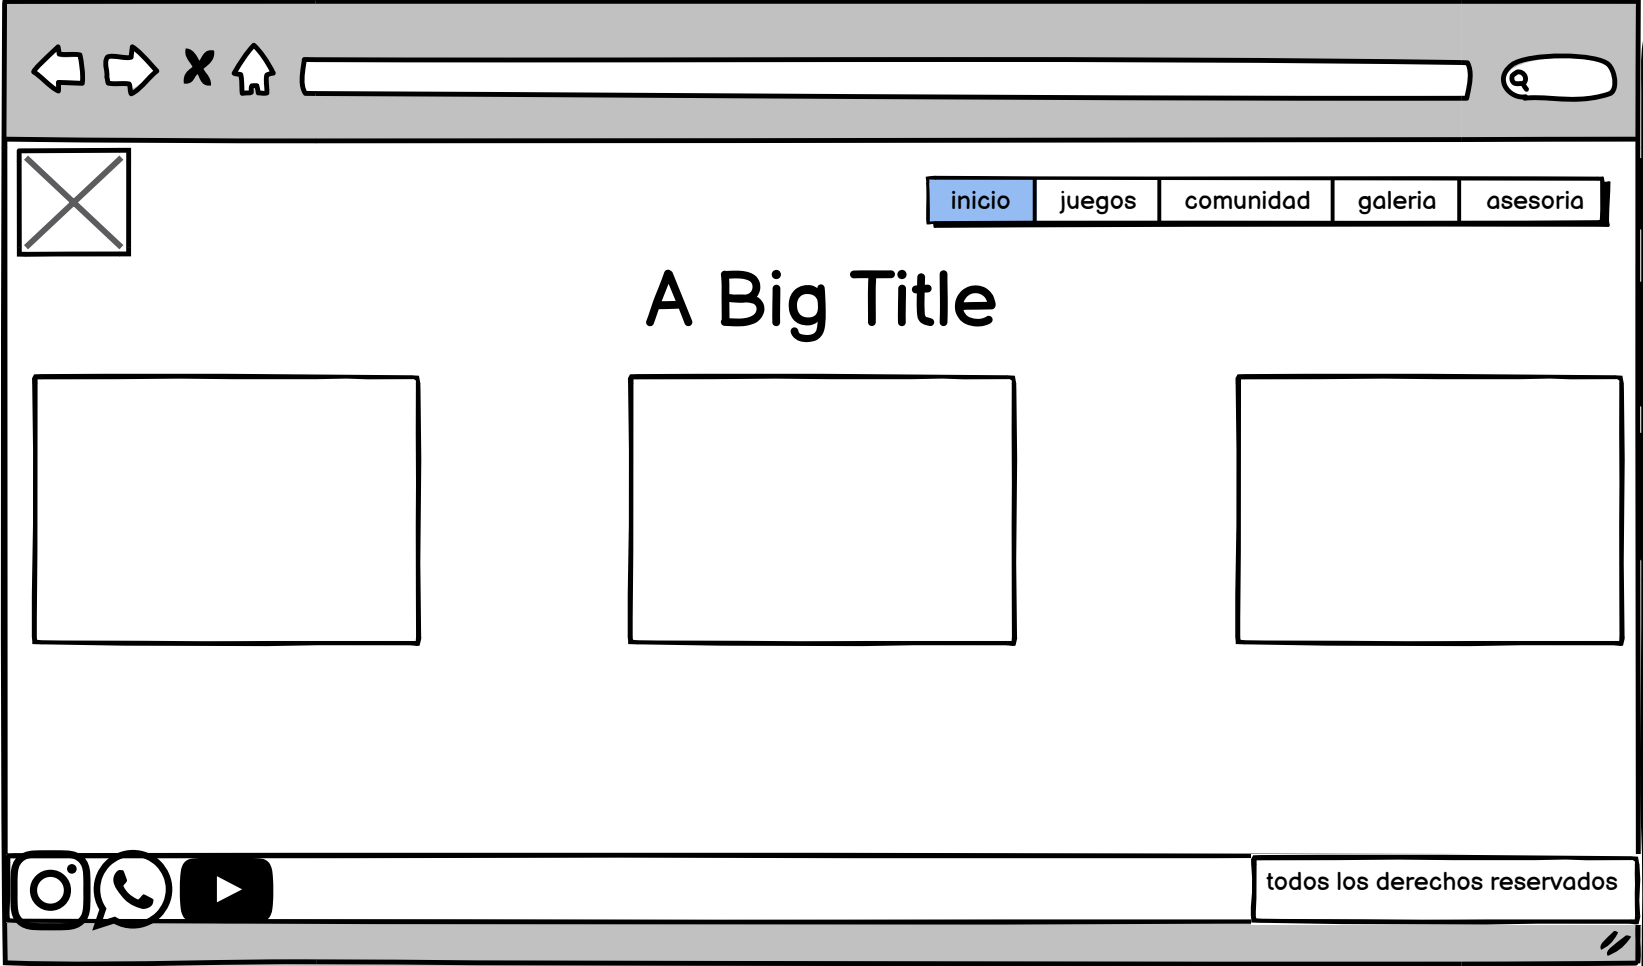 inicio juegos comunidad galeria asesoria
A Big Title
todos los derechos reservados